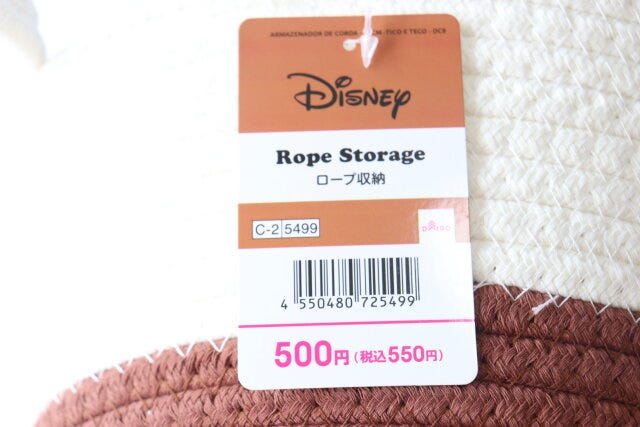 ARMAZENADOR DE CORDA
TICO E TECO
DISNEY
Rope Storage
ロープ収納
C-2 5499
DAISO
4 550480 725499
500円(税込550円)